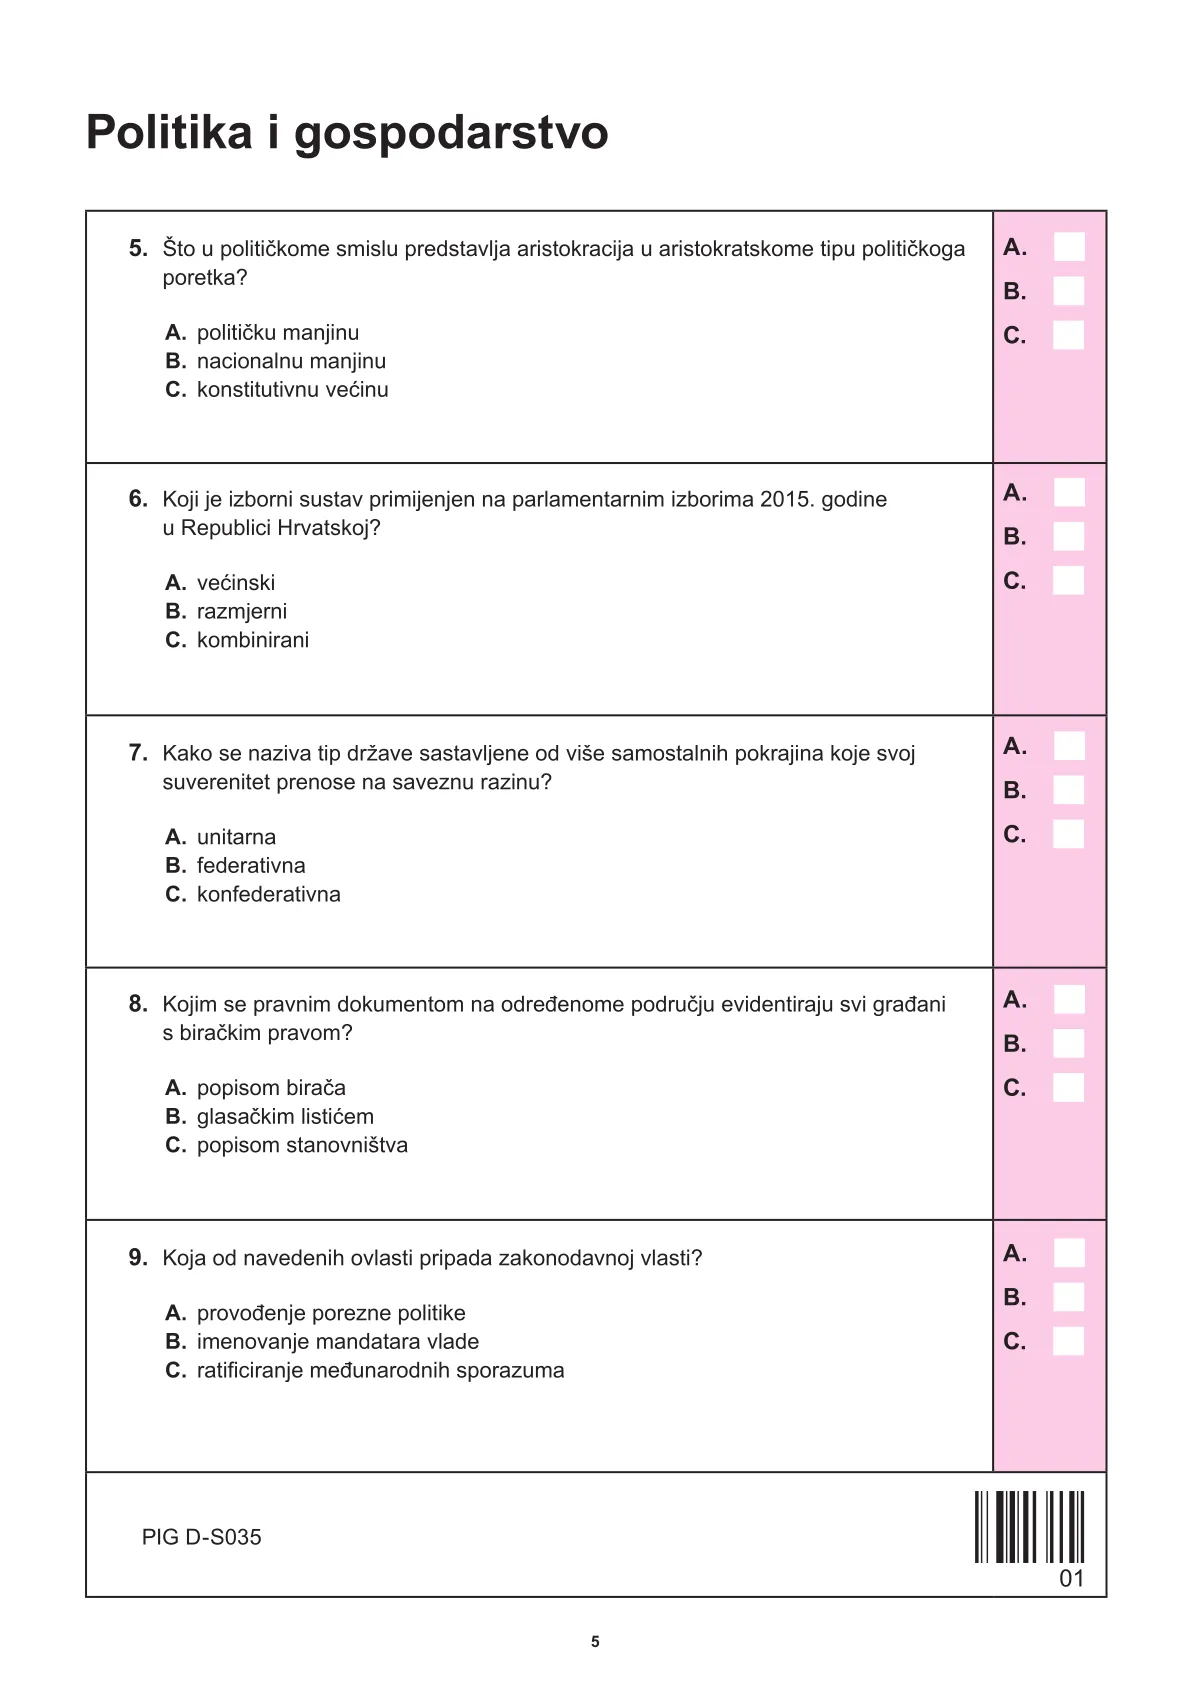 Politika i gospodarstvo
5. Što u političkome smislu predstavlja aristokracija u aristokratskome tipu političkoga
poretka?
A. političku manjinu
B. nacionalnu manjinu
C. konstitutivnu većinu
A.
B.
C.
6. Koji je izborni sustav primijenjen na parlamentarnim izborima 2015. godine
u Republici Hrvatskoj?
A. većinski
B. razmjerni
C. kombinirani
A.
B.
C.
7. Kako se naziva tip države sastavljene od više samostalnih pokrajina koje svoj
suverenitet prenose na saveznu razinu?
A. unitarna
B. federativna
C. konfederativna
A.
B.
C.
8. Kojim se pravnim dokumentom na određenome području evidentiraju svi građani
s biračkim pravom?
A. popisom birača
B. glasačkim listićem
C. popisom stanovništva
A.
B.
C.
9. Koja od navedenih ovlasti pripada zakonodavnoj vlasti?
A. provođenje porezne politike
B. imenovanje mandatara vlade
C. ratificiranje međunarodnih sporazuma
A.
B.
C.
PIG D-S035
01
5